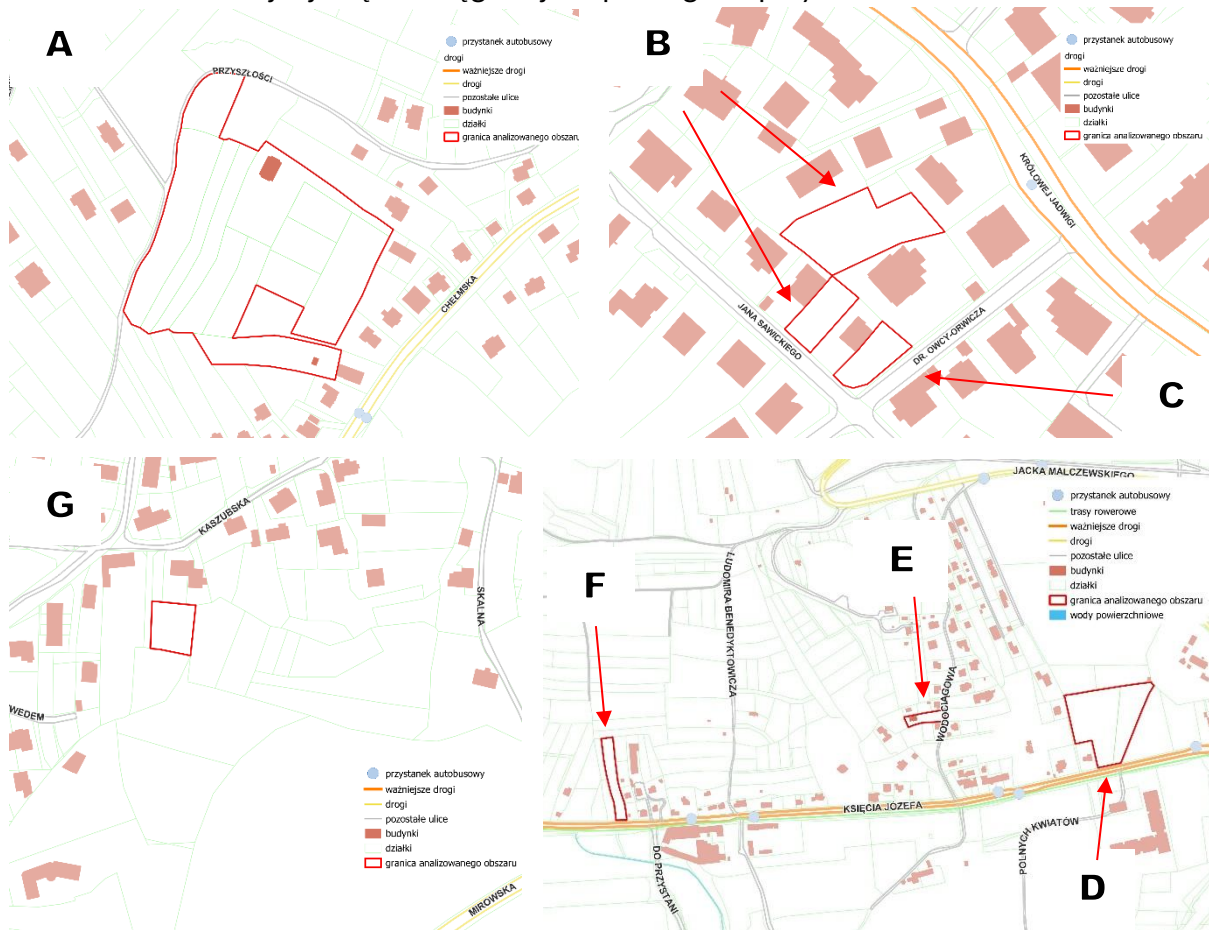 A
PRZYSZŁOŚCI
CHEŁMSKA
przystanek autobusowy
drogi
ważniejsze drogi
drogi
pozostałe ulice
budynki
działki
granica analizowanego obszaru
B
KRÓLOWEJ JADWIGI
JANA SAWICKIEGO
DR. OWCY-ORWICZA
C
przystanek autobusowy
drogi
ważniejsze drogi
drogi
pozostałe ulice
budynki
działki
granica analizowanego obszaru
G
KASZUBSKA
SKALNA
WEDEM
MIROWSKA
przystanek autobusowy
ważniejsze drogi
drogi
pozostałe ulice
budynki
działki
granica analizowanego obszaru
JACKA MALCZEWSKIEGO
F
E
LUDOMIRA BENEDYKTOWICZA
WODOCIĄGOWA
KSIĘCIA JÓZEFA
DO PRZYSTANI
POLNYCH KWIATÓW
D
przystanek autobusowy
trasy rowerowe
ważniejsze drogi
drogi
pozostałe ulice
budynki
działki
granica analizowanego obszaru
wody powierzchniowe